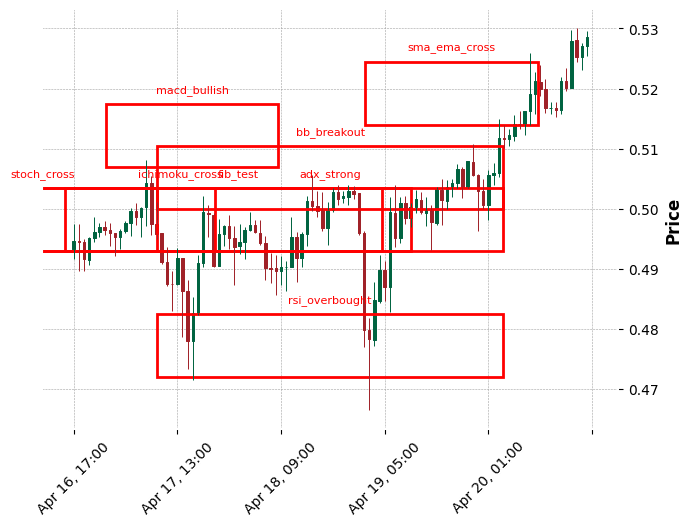 0.53
sma_ema_cross
0.52
macd_bullish
bb_breakout
0.51
stoch_cross
ichimoku_cross
fib_test
adx_strong
0.50
Price
0.49
rsi_overbought
0.48
0.47
Apr 16, 17:00
Apr 17, 13:00
Apr 18, 09:00
Apr 19, 05:00
Apr 20, 01:00